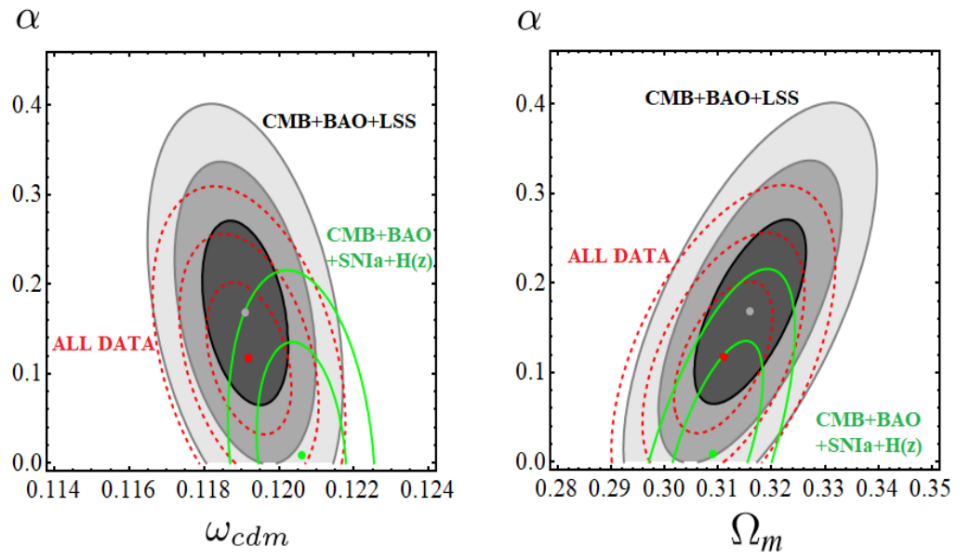 α
0.4
0.3
0.2
0.1
0.0
CMB+BAO+LSS
CMB+BAO
+SNIa+H(z)
ALL DATA
0.114 0.116 0.118 0.120 0.122 0.124
ω_cdm
α
0.4
0.3
0.2
0.1
0.0
CMB+BAO+LSS
ALL DATA
CMB+BAO
+SNIa+H(z)
0.28 0.29 0.30 0.31 0.32 0.33 0.34 0.35
Ω_m